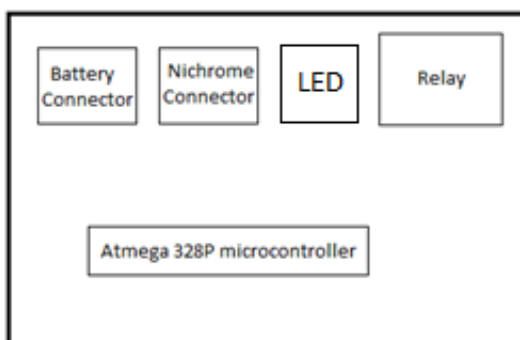 Battery
Connector
Nichrome
Connector
LED
Relay
Atmega 328P microcontroller